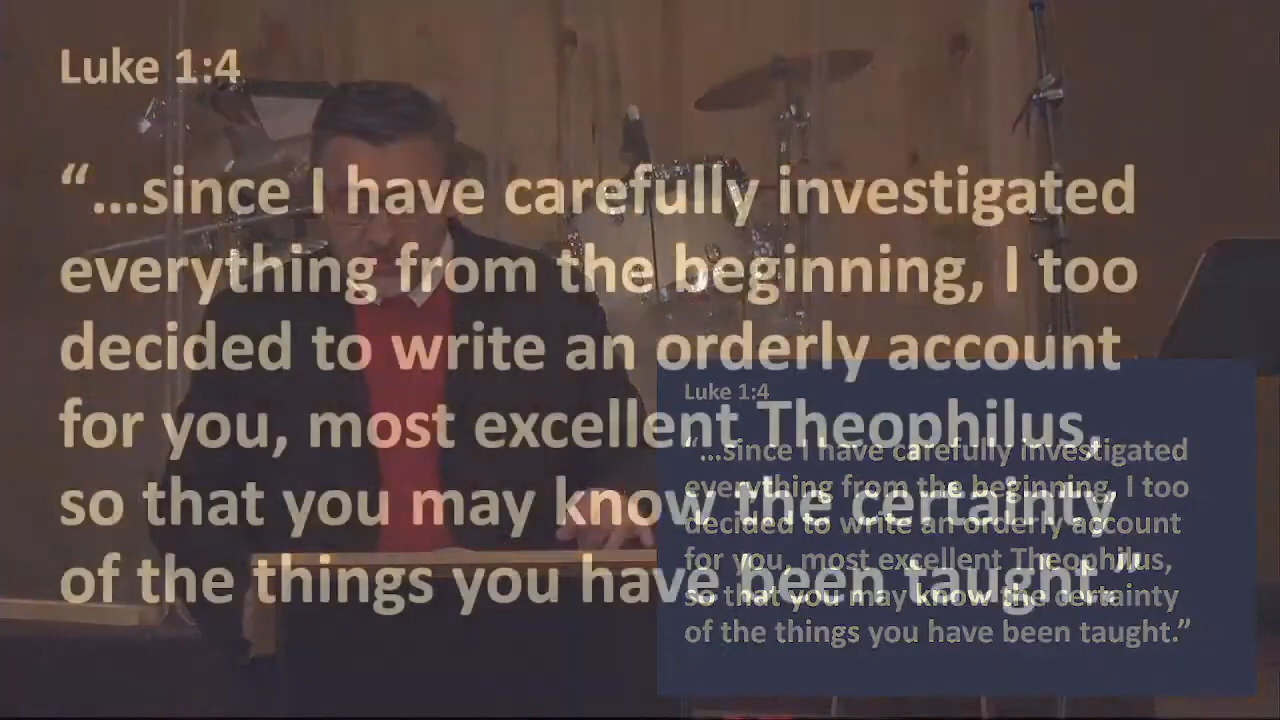 Luke 1:4
“...since I have carefully investigated
everything from the beginning, I too
decided to write an orderly account
for you, most excellent Theophilus,
so that you may know the certainty
of the things you have been taught.”
Luke 1:4
“...since I have carefully investigated
everything from the beginning, I too
decided to write an orderly account
for you, most excellent Theophilus,
so that you may know the certainty
of the things you have been taught.”